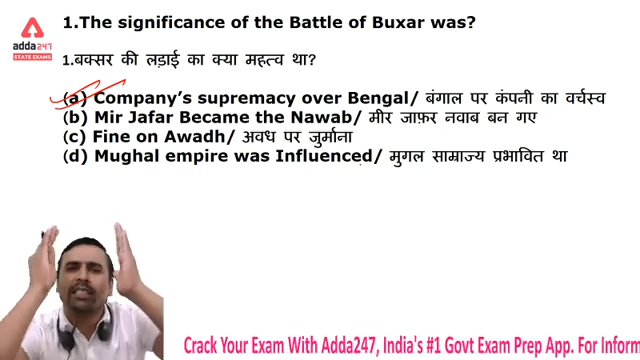 1.The significance of the Battle of Buxar was?
adda247
STATE EXAMS
1.बक्सर की लड़ाई का क्या महत्व था?
(a) Company's supremacy over Bengal/ बंगाल पर कंपनी का वर्चस्व
(b) Mir Jafar Became the Nawab/ मीर जाफ़र नवाब बन गए
(c) Fine on Awadh/ अवध पर जुर्माना
(d) Mughal empire was Influenced/ मुगल साम्राज्य प्रभावित था
Crack Your Exam With Adda247, India's #1 Govt Exam Prep App. For Inform